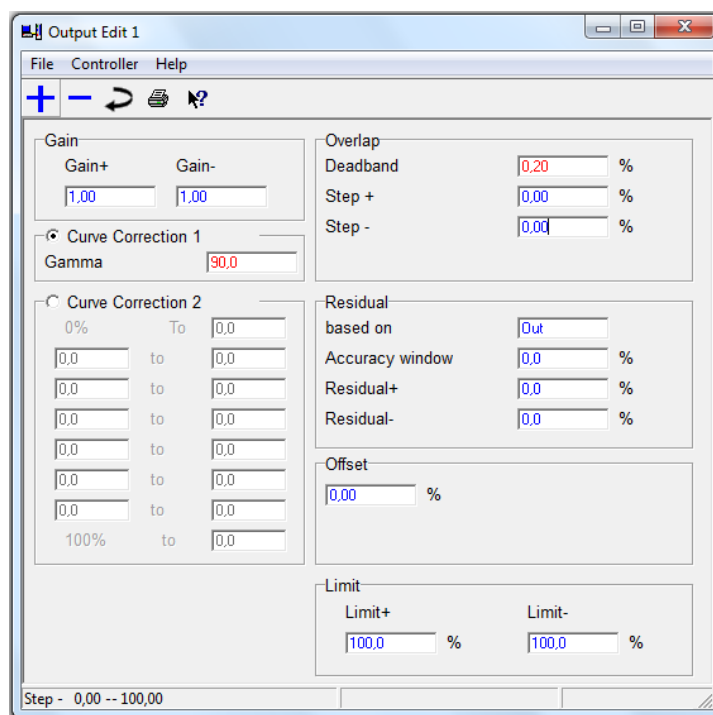 Output Edit 1
File Controller Help
Gain
Gain+ Gain-
1,00 1,00
Curve Correction 1
Gamma 90,0
Curve Correction 2
0% To 0,0
0,0 to 0,0
0,0 to 0,0
0,0 to 0,0
0,0 to 0,0
0,0 to 0,0
0,0 to 0,0
100% to 0,0
Overlap
Deadband 0,20 %
Step + 0,00 %
Step - 0,00 %
Residual
based on Out
Accuracy window 0,0 %
Residual+ 0,0 %
Residual- 0,0 %
Offset
0,00 %
Limit
Limit+ Limit-
100,0 % 100,0 %
Step - 0,00 -- 100,00